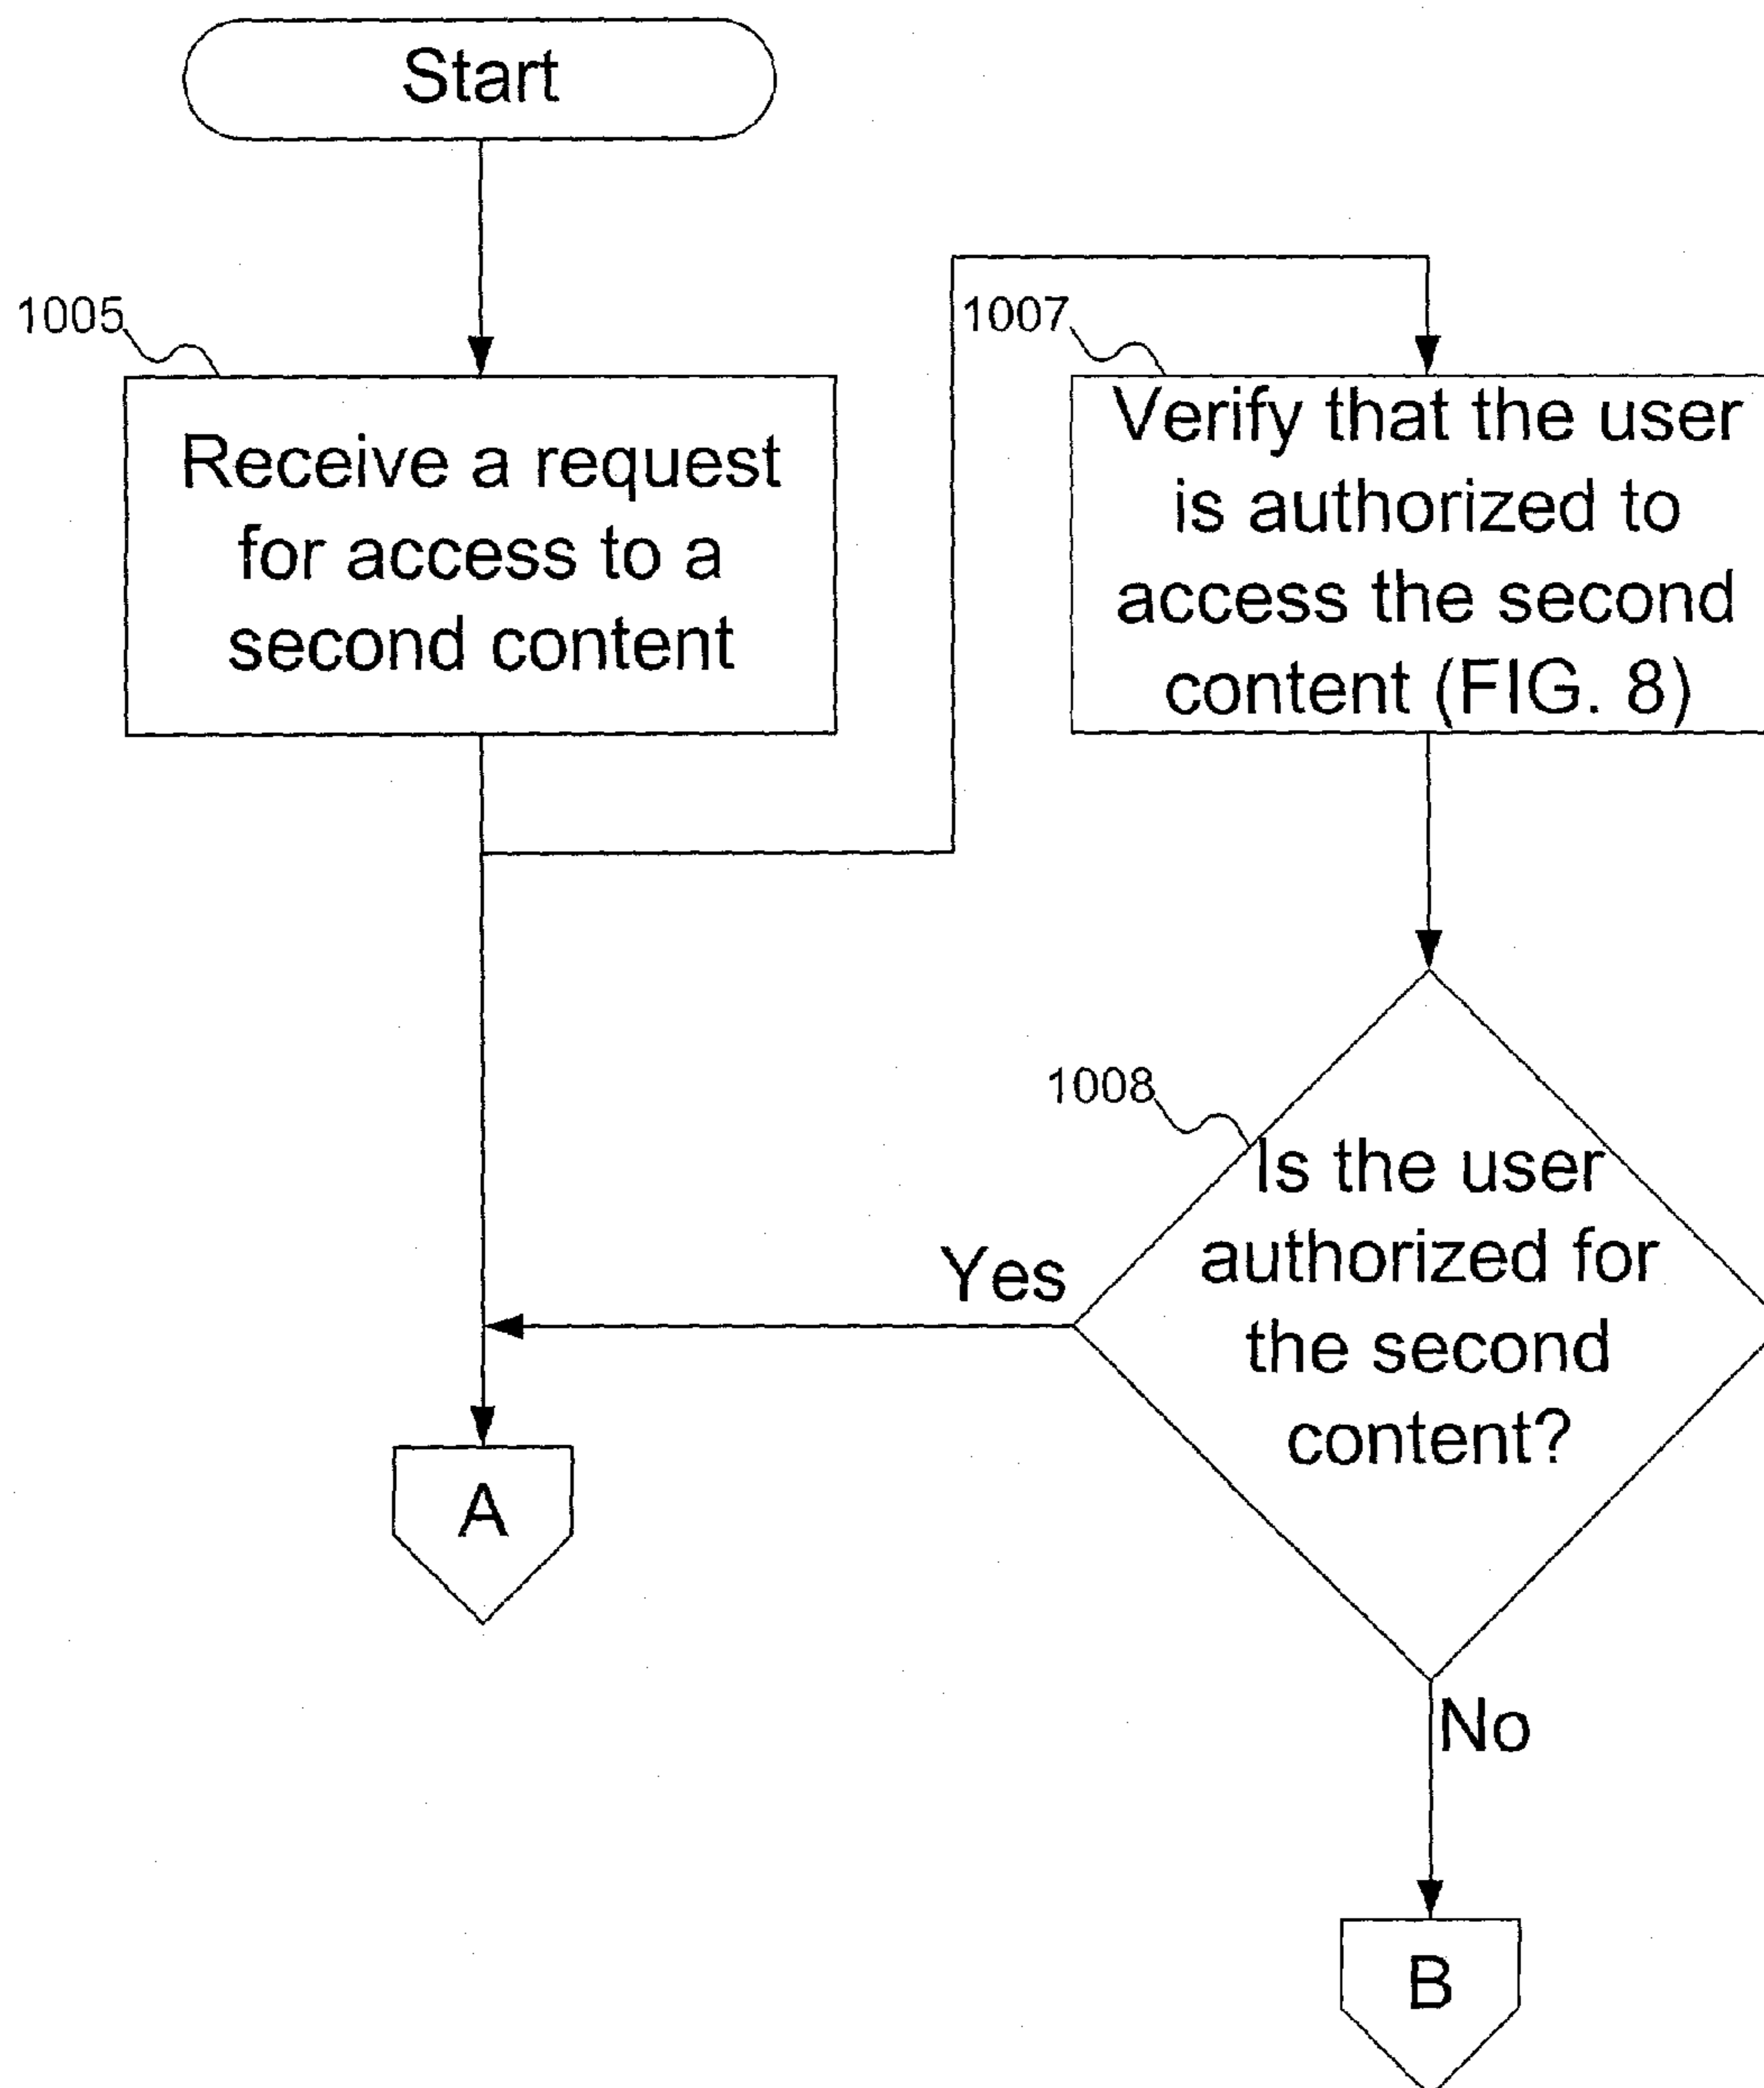 Start
1005
Receive a request
for access to a
second content
1007
Verify that the user
is authorized to
access the second
content (FIG. 8)
1008
Is the user
authorized for
the second
content?
Yes
A
No
B